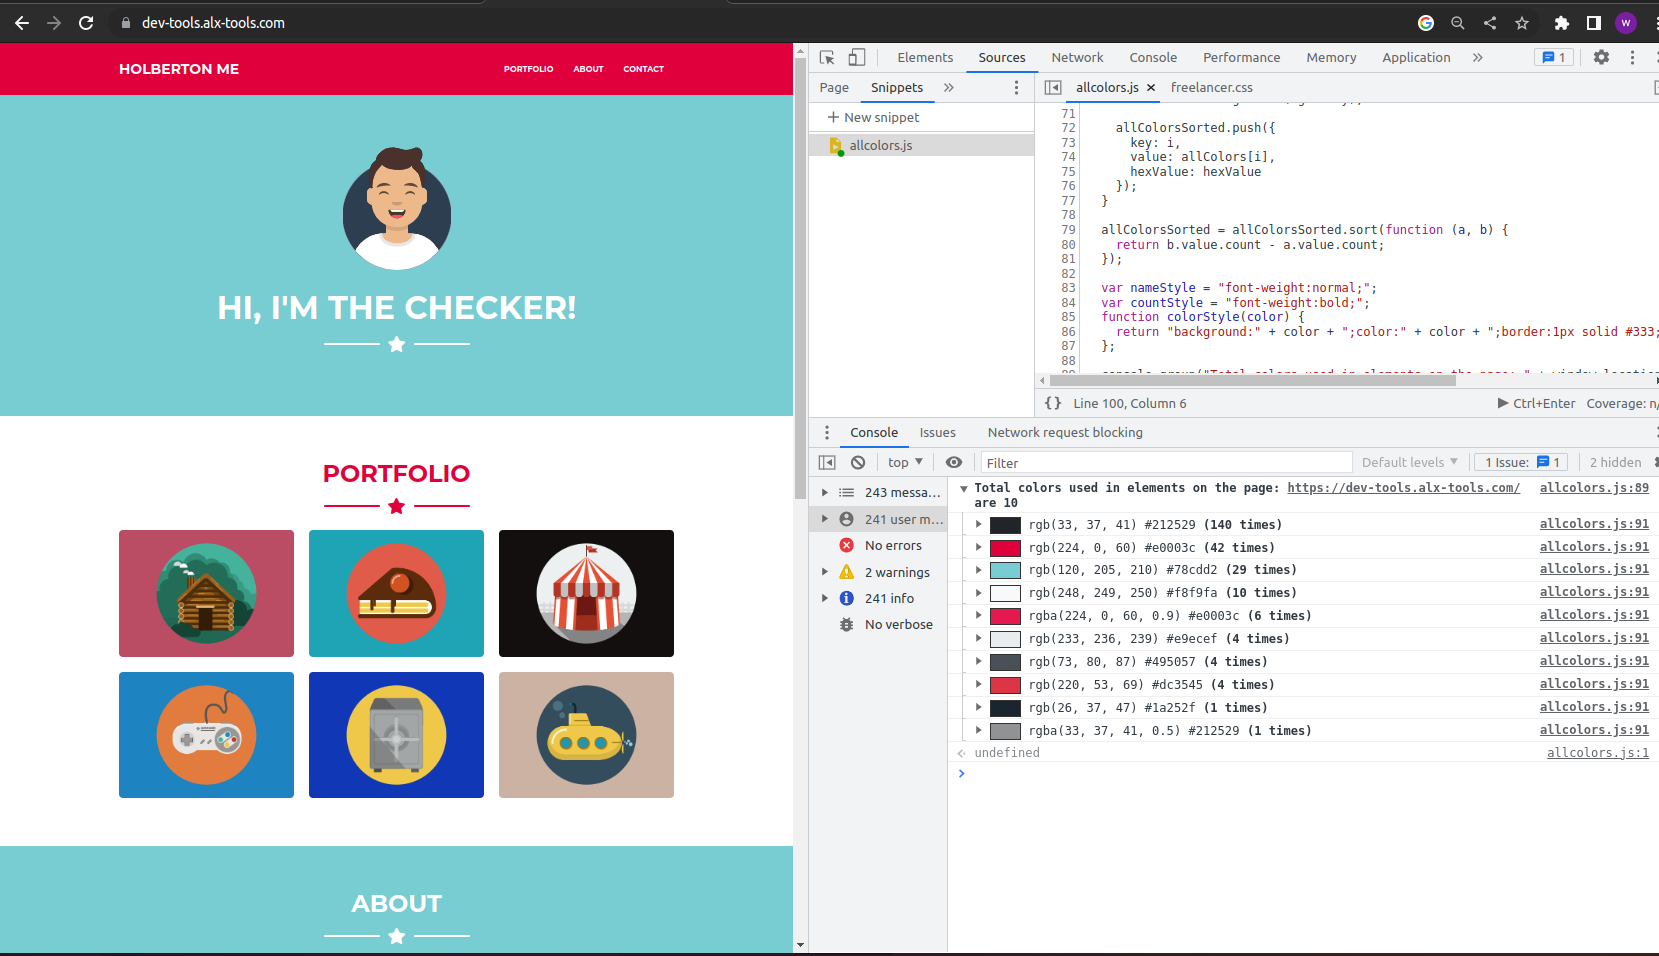 dev-tools.alx-tools.com
W
HOLBERTON ME
PORTFOLIO ABOUT CONTACT
HI, I'M THE CHECKER!
PORTFOLIO
ABOUT
Elements Sources Network Console Performance Memory Application » 1
Page Snippets »
allcolors.js × freelancer.css
+ New snippet
allcolors.js
71
72 allColorsSorted.push({
73 key: i,
74 value: allColors[i],
75 hexValue: hexValue
76 });
77 }
78
79 allColorsSorted = allColorsSorted.sort(function (a, b) {
80 return b.value.count - a.value.count;
81 });
82
83 var nameStyle = "font-weight:normal;";
84 var countStyle = "font-weight:bold;";
85 function colorStyle(color) {
86 return "background:" + color + ";color:" + color + ";border:1px solid #333;
87 };
88
{} Line 100, Column 6 Ctrl+Enter Coverage: n/
Console Issues Network request blocking
top Filter Default levels 1 Issue: 1 2 hidden
243 messa...
241 user m...
No errors
2 warnings
241 info
No verbose
Total colors used in elements on the page: https://dev-tools.alx-tools.com/ allcolors.js:89
are 10
rgb(33, 37, 41) #212529 (140 times) allcolors.js:91
rgb(224, 0, 60) #e0003c (42 times) allcolors.js:91
rgb(120, 205, 210) #78cdd2 (29 times) allcolors.js:91
rgb(248, 249, 250) #f8f9fa (10 times) allcolors.js:91
rgba(224, 0, 60, 0.9) #e0003c (6 times) allcolors.js:91
rgb(233, 236, 239) #e9ecef (4 times) allcolors.js:91
rgb(73, 80, 87) #495057 (4 times) allcolors.js:91
rgb(220, 53, 69) #dc3545 (4 times) allcolors.js:91
rgb(26, 37, 47) #1a252f (1 times) allcolors.js:91
rgba(33, 37, 41, 0.5) #212529 (1 times) allcolors.js:91
undefined allcolors.js:1